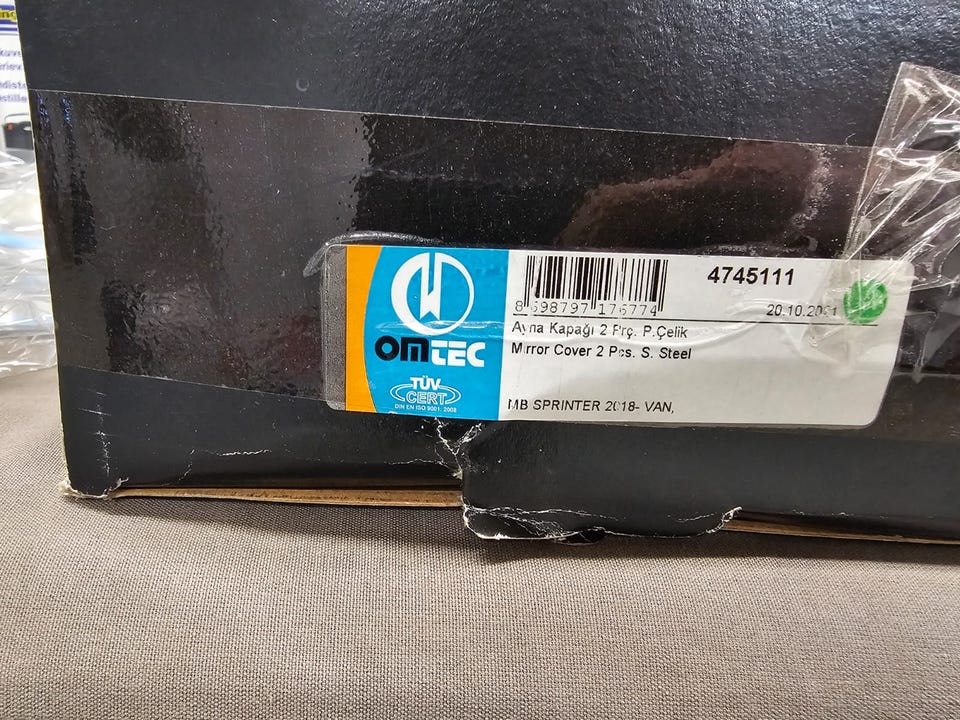 4745111
8 698797 176774
20.10.2021
Ayna Kapağı 2 Prç. P.Çelik
Mirror Cover 2 Pcs. S. Steel
MB SPRINTER 2018- VAN,
OMTEC
TÜV
CERT
DIN EN ISO 9001: 2008